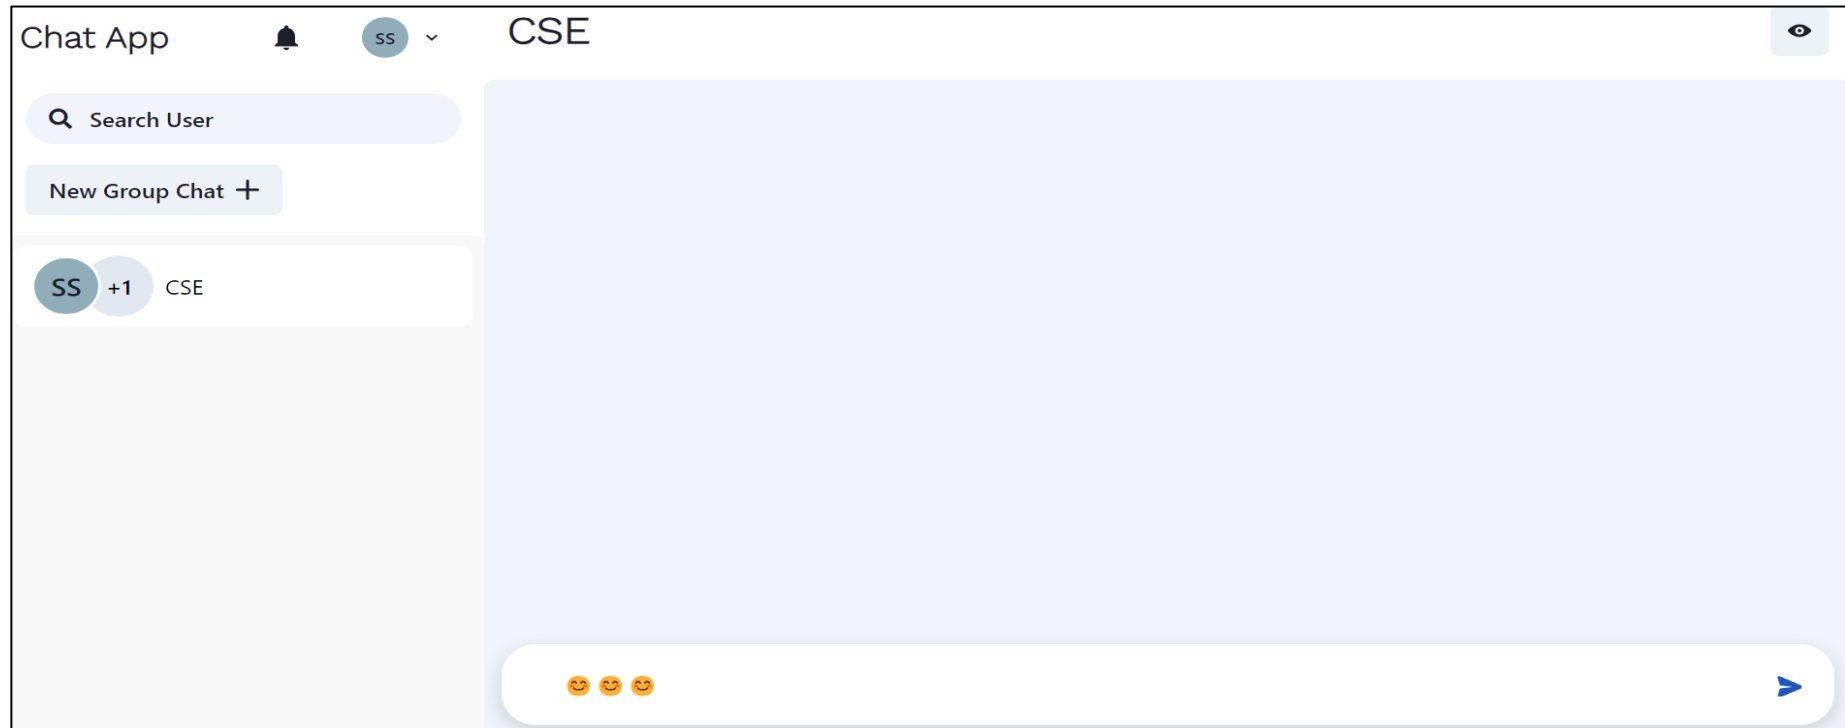 Chat App
ss
CSE
Search User
New Group Chat +
SS +1 CSE
😊 😊 😊